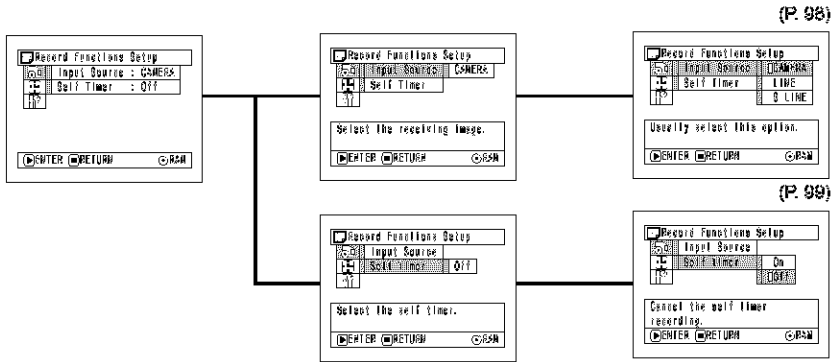 (P. 98)
Record Functions Setup
Input Source : CAMERA
Self Timer : Off
ENTER RETURN RAM
Record Functions Setup
Input Source CAMERA
Self Timer
Select the receiving image.
ENTER RETURN RAM
Record Functions Setup
Input Source CAMERA
Self Timer LINE
S LINE
Usually select this option.
ENTER RETURN RAM
(P. 99)
Record Functions Setup
Input Source
Self Timer Off
Select the self timer.
ENTER RETURN RAM
Record Functions Setup
Input Source
Self Timer On
Off
Cancel the self timer
recording.
ENTER RETURN RAM